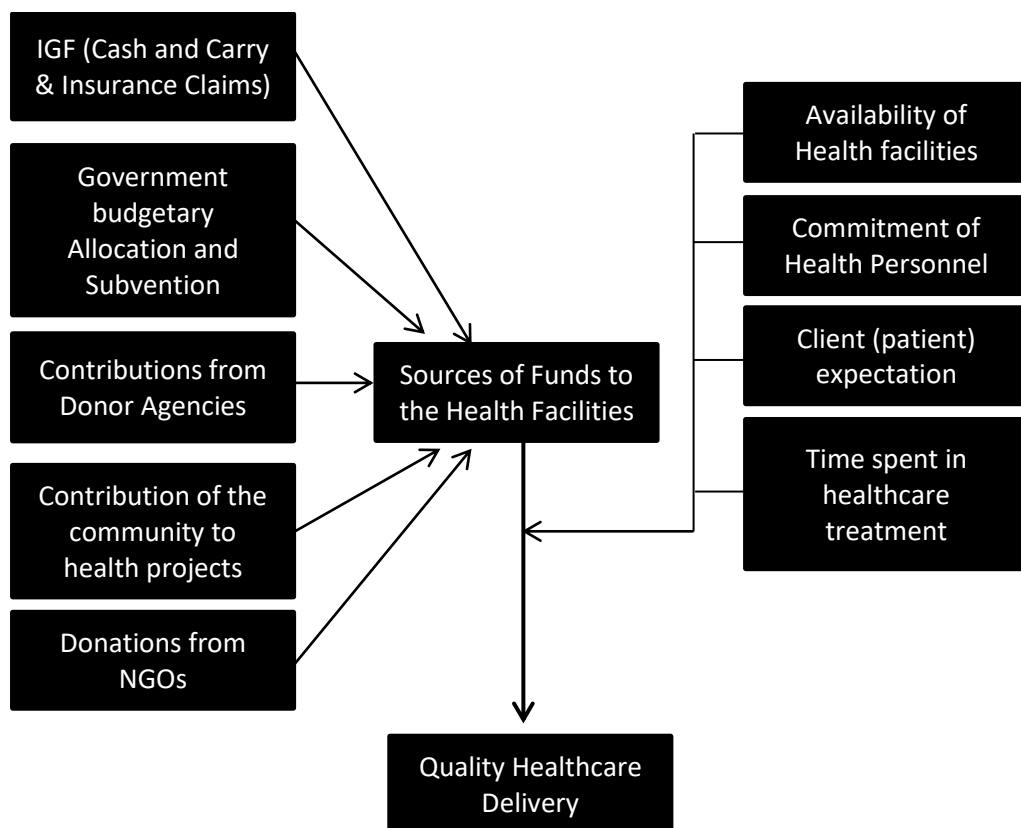 IGF (Cash and Carry
& Insurance Claims)
Government
budgetary
Allocation and
Subvention
Contributions from
Donor Agencies
Contribution of the
community to
health projects
Donations from
NGOs
Sources of Funds to
the Health Facilities
Quality Healthcare
Delivery
Availability of
Health facilities
Commitment of
Health Personnel
Client (patient)
expectation
Time spent in
healthcare
treatment